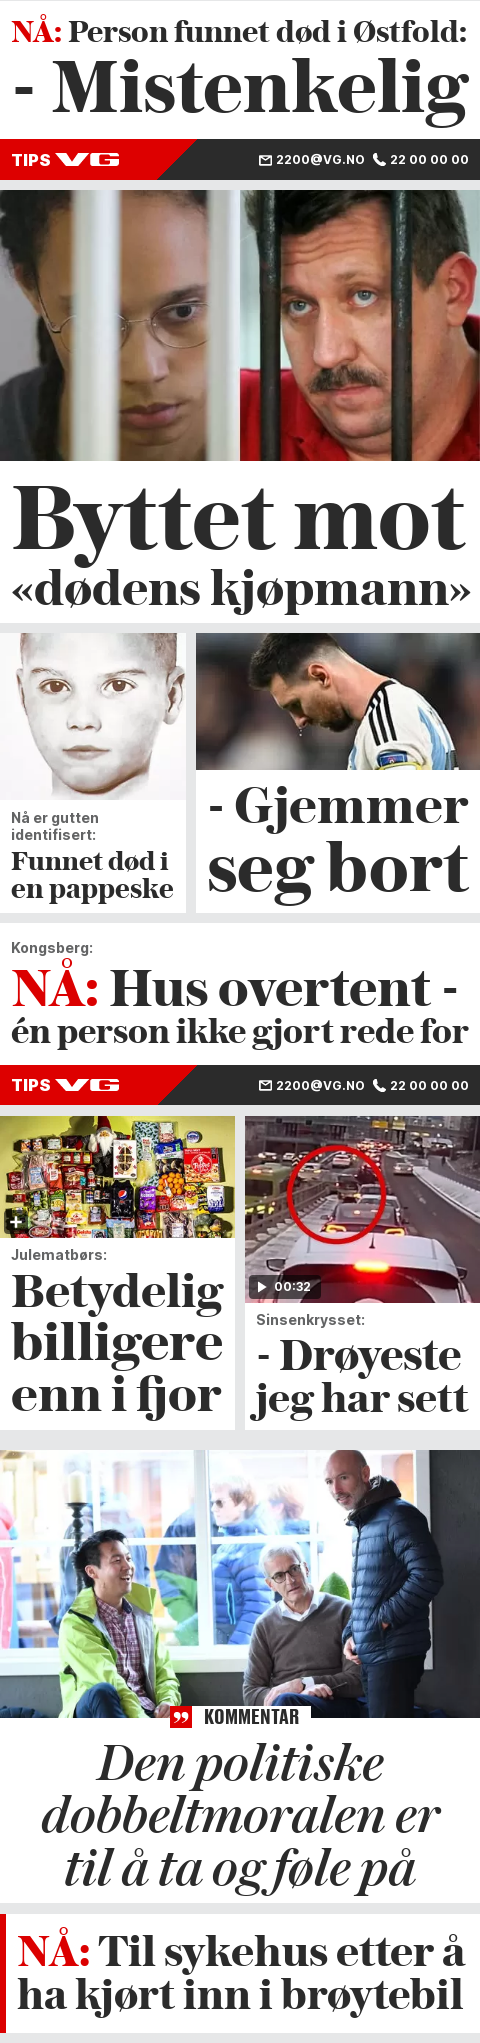 NÅ: Person funnet død i Østfold:
- Mistenkelig
TIPS VG 2200@VG.NO 22 00 00 00
Byttet mot
«dødens kjøpmann»
Nå er gutten
identifisert:
Funnet død i
en pappeske
- Gjemmer
seg bort
Kongsberg:
NÅ: Hus overtent -
én person ikke gjort rede for
TIPS VG 2200@VG.NO 22 00 00 00
Julematbørs:
Betydelig
billigere
enn i fjor
00:32
Sinsenkrysset:
- Drøyeste
jeg har sett
KOMMENTAR
Den politiske
dobbeltmoralen er
til å ta og føle på
NÅ: Til sykehus etter å
ha kjørt inn i brøytebil